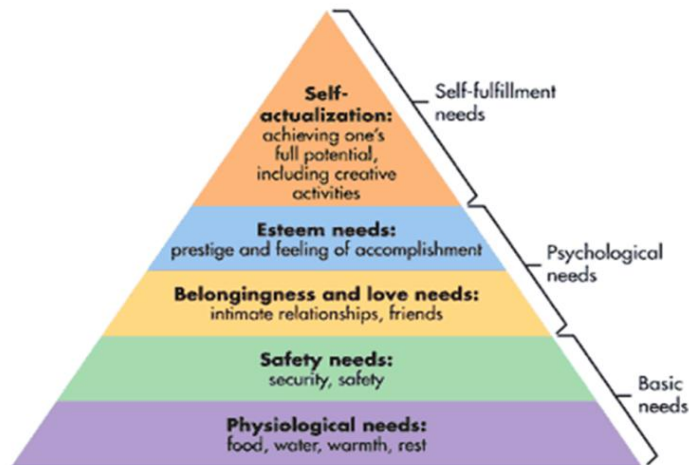 Self-
actualization:
achieving one's
full potential,
including creative
activities
Self-fulfillment
needs
Esteem needs:
prestige and feeling of accomplishment
Psychological
needs
Belongingness and love needs:
intimate relationships, friends
Safety needs:
security, safety
Basic
needs
Physiological needs:
food, water, warmth, rest